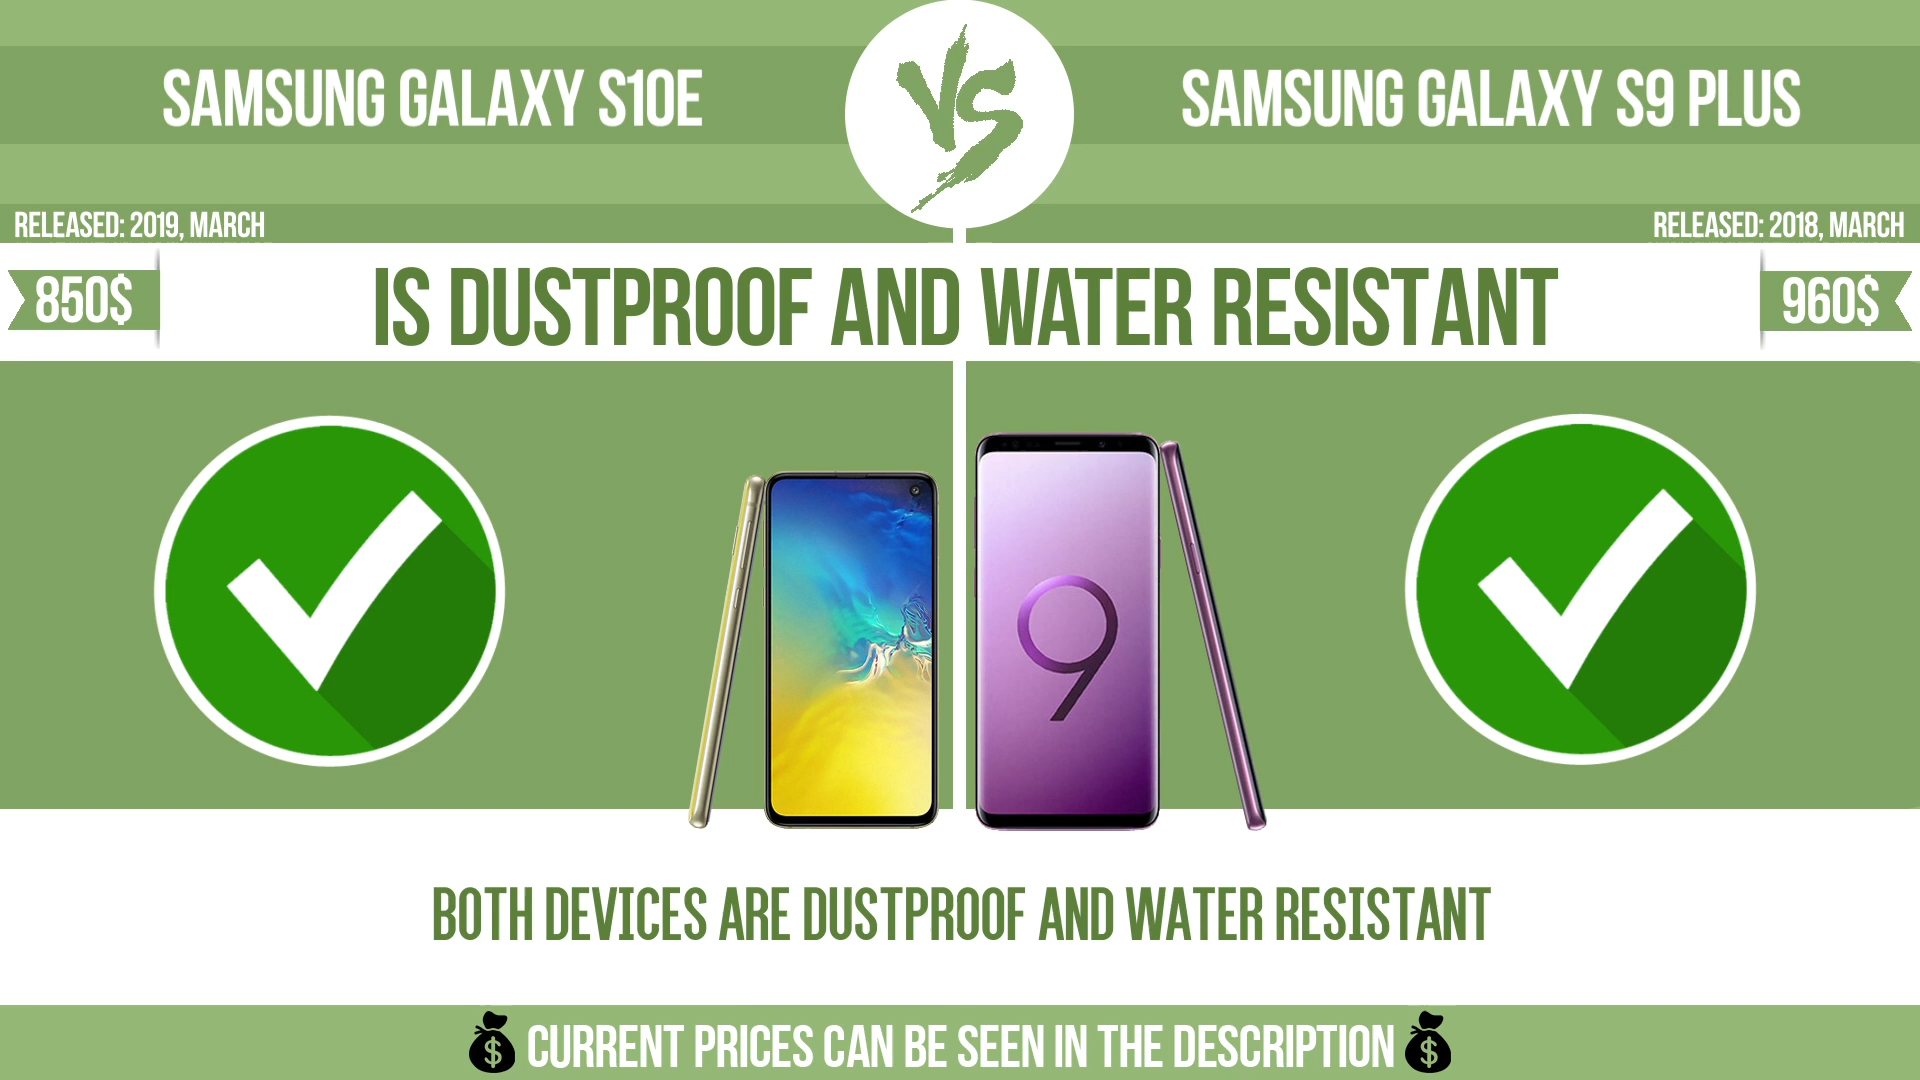 SAMSUNG GALAXY S10E
VS
SAMSUNG GALAXY S9 PLUS
RELEASED: 2019, MARCH
RELEASED: 2018, MARCH
850$
IS DUSTPROOF AND WATER RESISTANT
960$
9
BOTH DEVICES ARE DUSTPROOF AND WATER RESISTANT
$ CURRENT PRICES CAN BE SEEN IN THE DESCRIPTION $